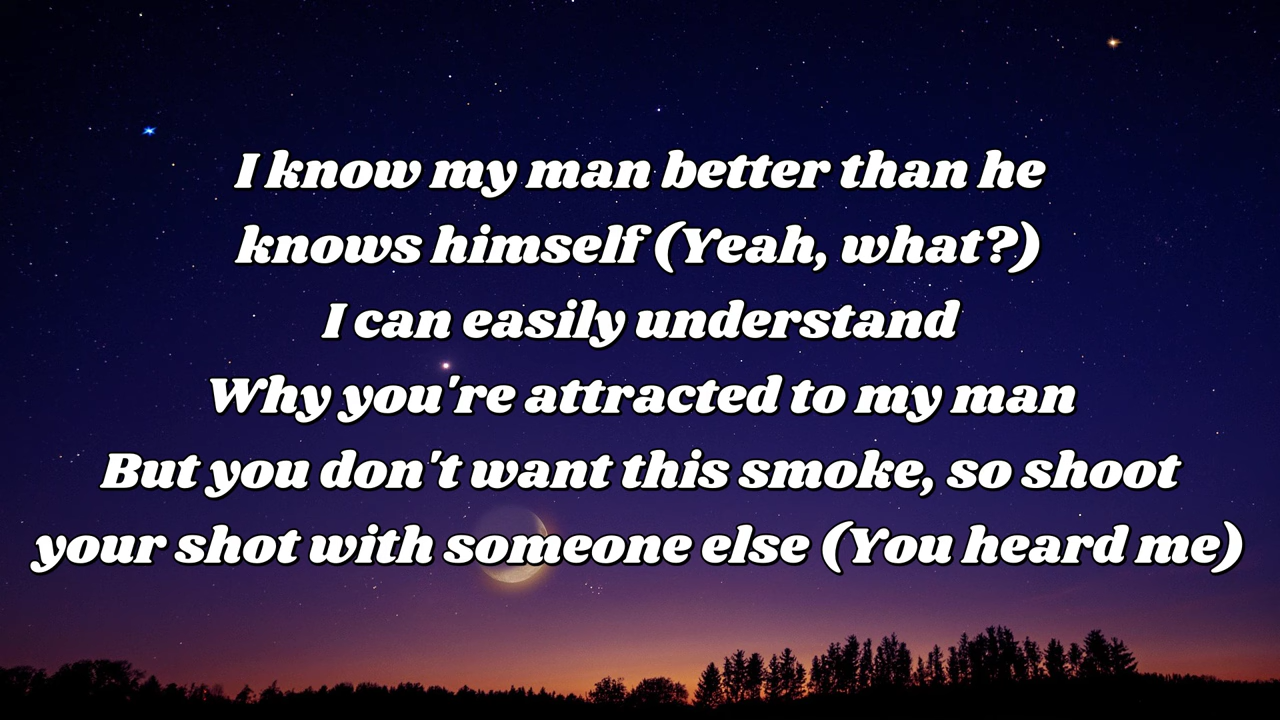 I know my man better than he
knows himself (Yeah, what?)
I can easily understand
Why you're attracted to my man
But you don't want this smoke, so shoot
your shot with someone else (You heard me)